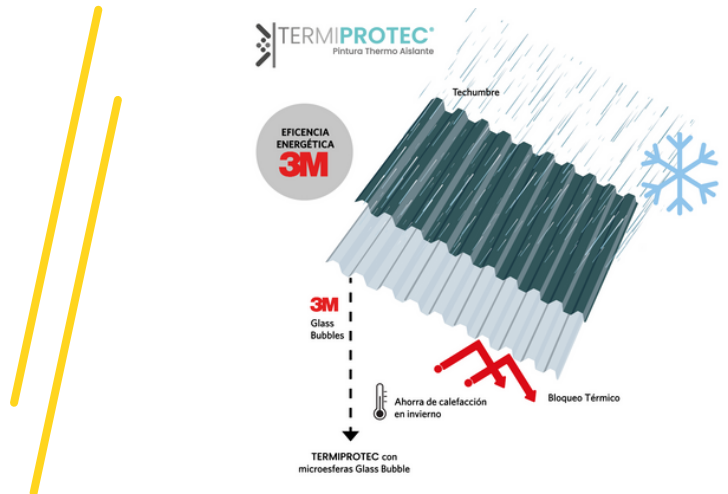 TERMIPROTEC®
Pintura Thermo Aislante
Techumbre
EFICENCIA
ENERGÉTICA
3M
3M
Glass
Bubbles
Ahorra de calefacción
en invierno
Bloqueo Térmico
TERMIPROTEC con
microesferas Glass Bubble